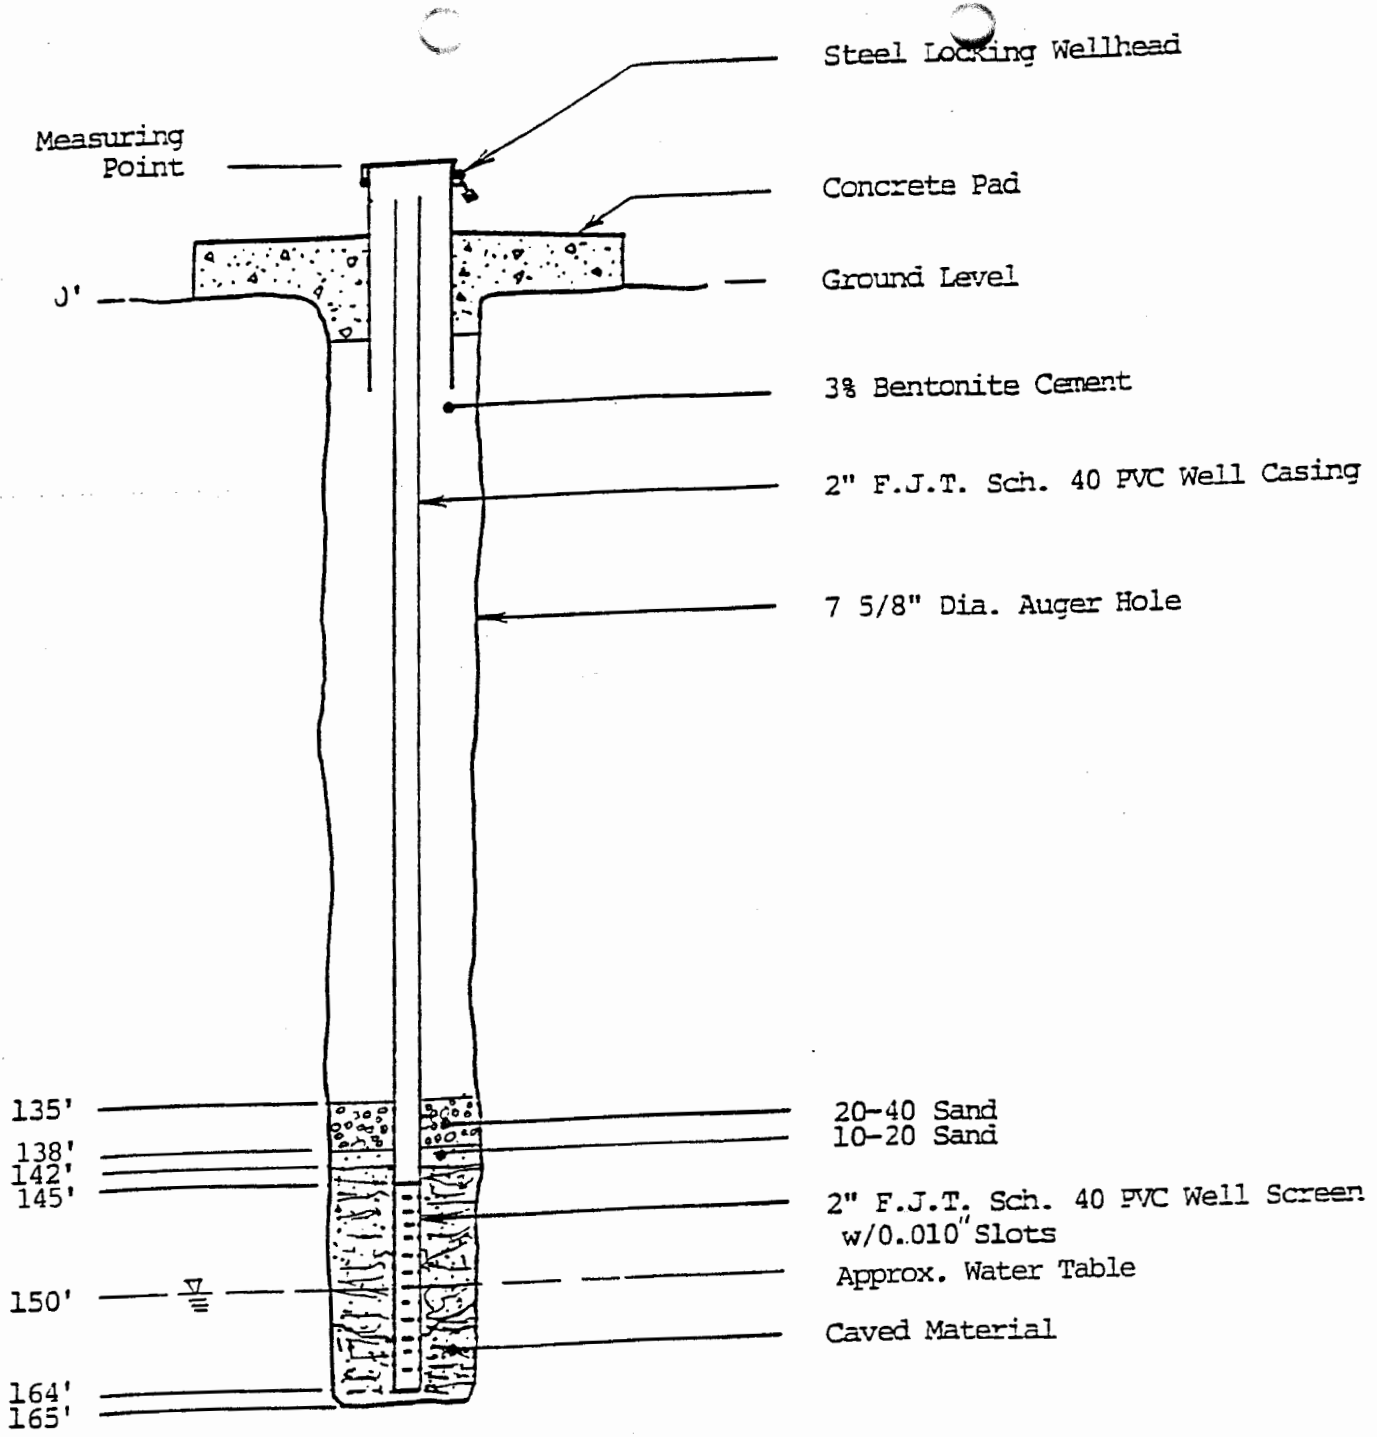 Steel Locking Wellhead
Measuring
Point
Concrete Pad
Ground Level
J'
3% Bentonite Cement
2" F.J.T. Sch. 40 PVC Well Casing
7 5/8" Dia. Auger Hole
135'
20-40 Sand
10-20 Sand
138'
142'
145'
2" F.J.T. Sch. 40 PVC Well Screen
w/0.010" Slots
Approx. Water Table
150'
Caved Material
164'
165'